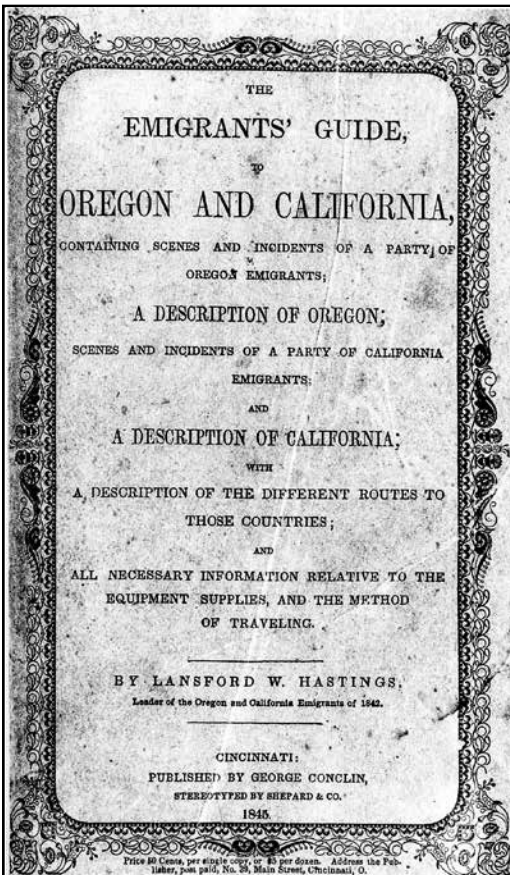 THE
EMIGRANTS' GUIDE,
TO
OREGON AND CALIFORNIA,
CONTAINING SCENES AND INCIDENTS OF A PARTY OF
OREGON EMIGRANTS;
A DESCRIPTION OF OREGON;
SCENES AND INCIDENTS OF A PARTY OF CALIFORNIA
EMIGRANTS;
AND
A DESCRIPTION OF CALIFORNIA;
WITH
A DESCRIPTION OF THE DIFFERENT ROUTES TO
THOSE COUNTRIES;
AND
ALL NECESSARY INFORMATION RELATIVE TO THE
EQUIPMENT SUPPLIES, AND THE METHOD
OF TRAVELING.
BY LANSFORD W. HASTINGS,
Leader of the Oregon and California Emigrants of 1842.
CINCINNATI:
PUBLISHED BY GEORGE CONCLIN,
STEREOTYPED BY SHEPARD & CO.
1845.
Price 50 Cents, per single copy, or $5 per dozen. Address the Pub-
lisher, post paid, No. 39, Main Street, Cincinnati, O.